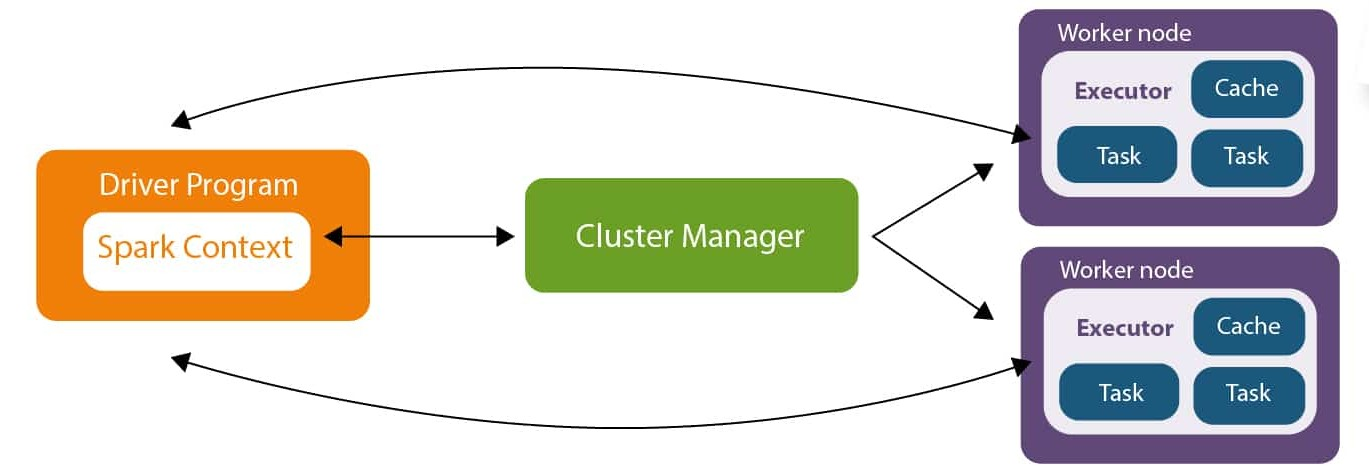 Driver Program
Spark Context
Cluster Manager
Worker node
Executor
Cache
Task
Task
Worker node
Executor
Cache
Task
Task